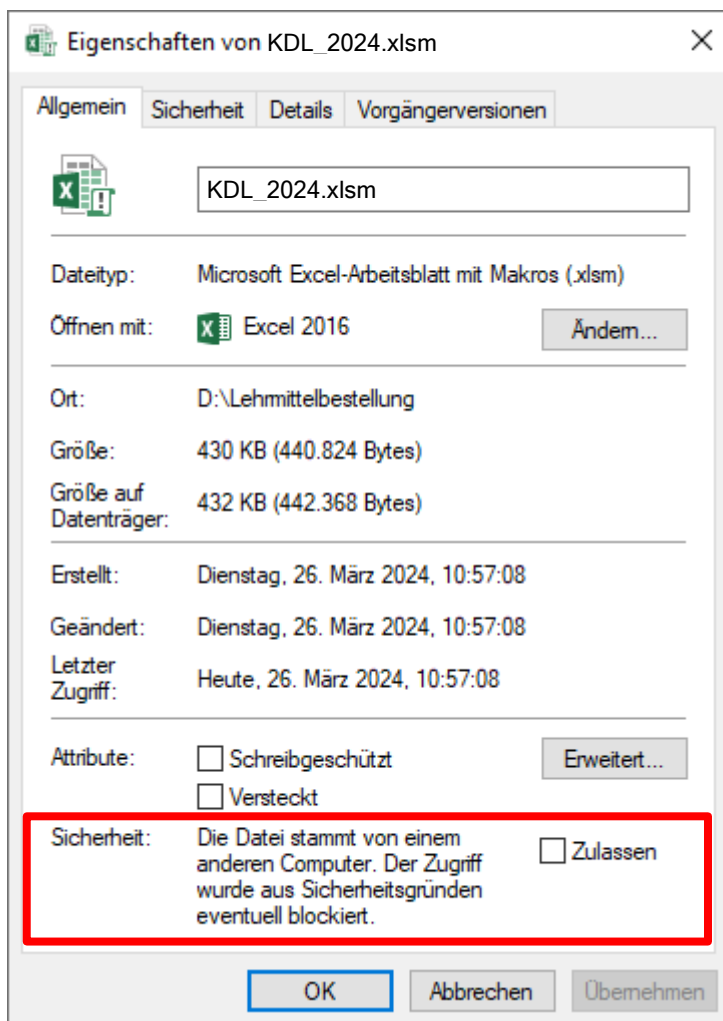 Eigenschaften von KDL_2024.xlsm
Allgemein Sicherheit Details Vorgängerversionen
KDL_2024.xlsm
Dateityp: Microsoft Excel-Arbeitsblatt mit Makros (.xlsm)
Öffnen mit: Excel 2016 Ändern...
Ort: D:\Lehrmittelbestellung
Größe: 430 KB (440.824 Bytes)
Größe auf
Datenträger: 432 KB (442.368 Bytes)
Erstellt: Dienstag, 26. März 2024, 10:57:08
Geändert: Dienstag, 26. März 2024, 10:57:08
Letzter
Zugriff: Heute, 26. März 2024, 10:57:08
Attribute: Schreibgeschützt Erweitert...
Versteckt
Sicherheit: Die Datei stammt von einem
anderen Computer. Der Zugriff
wurde aus Sicherheitsgründen
eventuell blockiert.
Zulassen
OK Abbrechen Übernehmen